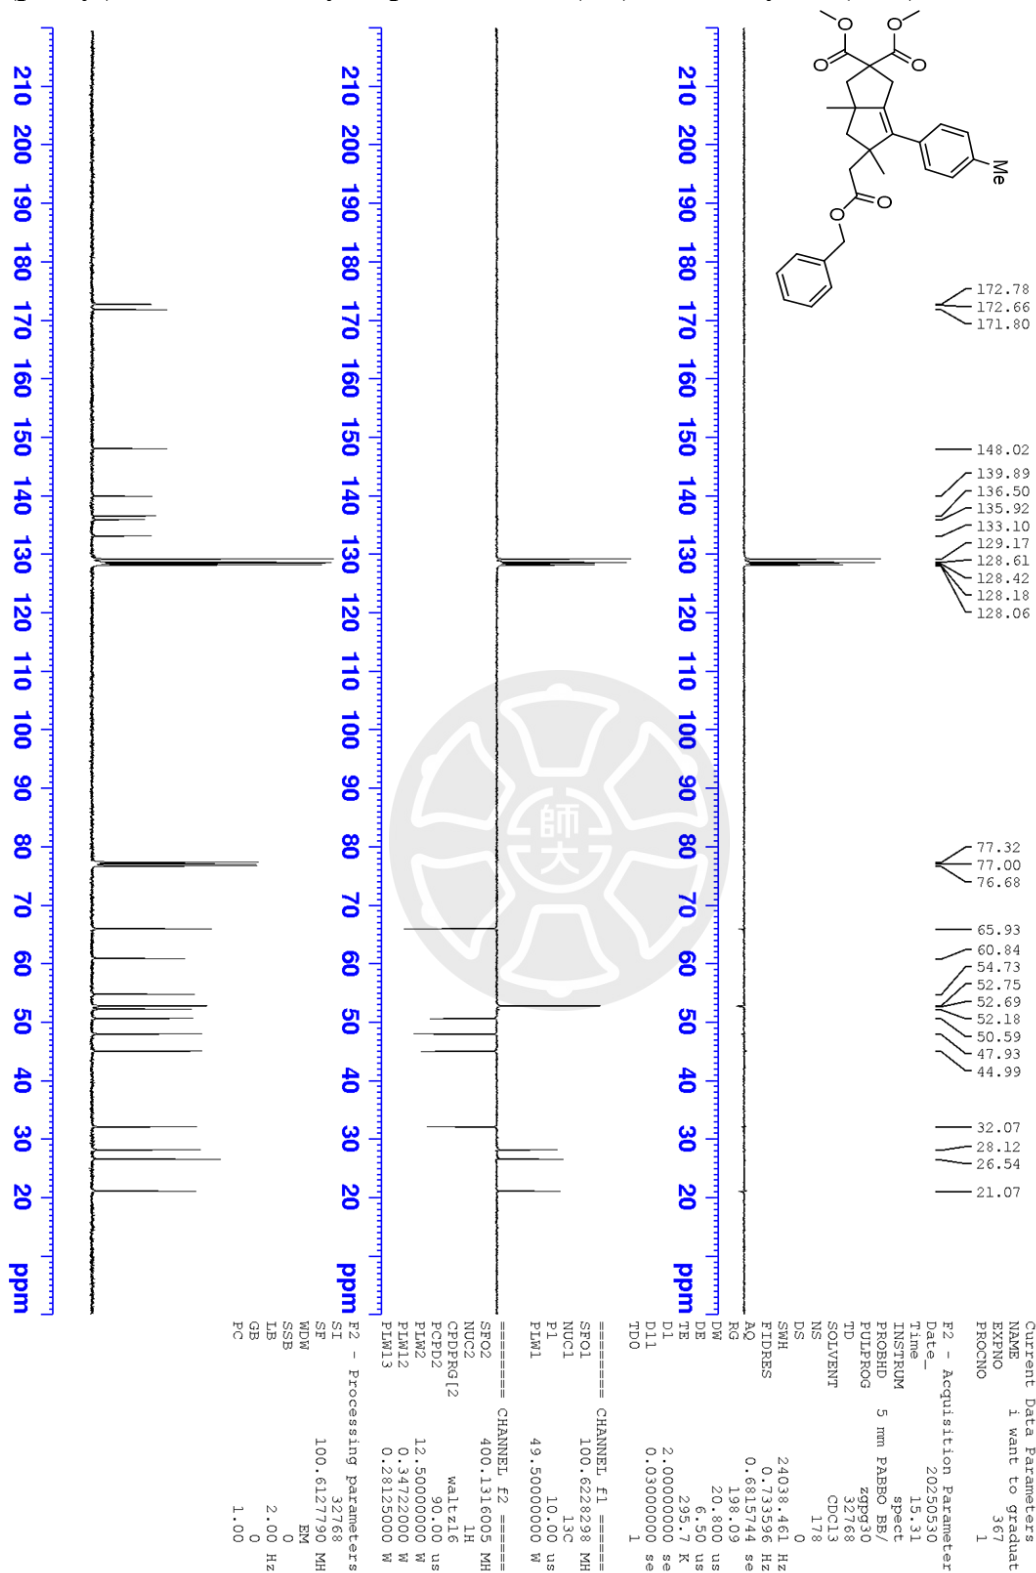 O
O
O
O
Me
O
O
172.78
172.66
171.80
148.02
139.89
136.50
135.92
133.10
129.17
128.61
128.42
128.18
128.06
77.32
77.00
76.68
65.93
60.84
54.73
52.75
52.69
52.18
50.59
47.93
44.99
32.07
28.12
26.54
21.07
210 200 190 180 170 160 150 140 130 120 110 100 90 80 70 60 50 40 30 20 ppm
210 200 190 180 170 160 150 140 130 120 110 100 90 80 70 60 50 40 30 20 ppm
210 200 190 180 170 160 150 140 130 120 110 100 90 80 70 60 50 40 30 20 ppm
師大
Current Data Parameters
NAME i want to graduat
EXPNO 367
PROCNO 1
F2 - Acquisition Parameter
Date_ 20250530
Time 15.31
INSTRUM spect
PROBHD 5 mm PABBO BB/
PULPROG zgpg30
TD 32768
SOLVENT CDCl3
NS 178
DS 0
SWH 24038.461 Hz
FIDRES 0.733596 Hz
AQ 0.6815744 se
RG 198.09
DW 20.800 us
DE 6.50 us
TE 295.7 K
D1 2.00000000 se
D11 0.03000000 se
TD0 1
======== CHANNEL f1 ======
SFO1 100.6228298 MH
NUC1 13C
P1 10.00 us
PLW1 49.50000000 W
======== CHANNEL f2 ======
SFO2 400.1316005 MH
NUC2 1H
CPDPRG[2 waltz16
PCPD2 90.00 us
PLW2 12.50000000 W
PLW12 0.34722000 W
PLW13 0.28125000 W
F2 - Processing parameters
SI 32768
SF 100.6127790 MH
WDW EM
SSB 0
LB 2.00 Hz
GB 0
PC 1.00